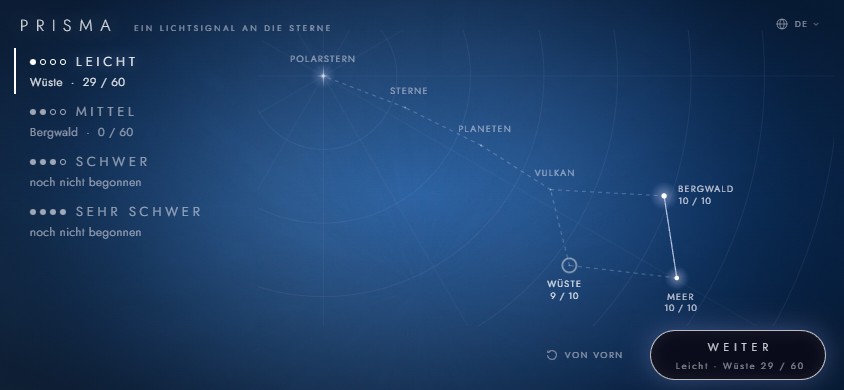 PRISMA EIN LICHTSIGNAL AN DIE STERNE
DE
LEICHT
Wüste · 29 / 60
MITTEL
Bergwald · 0 / 60
SCHWER
noch nicht begonnen
SEHR SCHWER
noch nicht begonnen
POLARSTERN
STERNE
PLANETEN
VULKAN
BERGWALD
10 / 10
WÜSTE
9 / 10
MEER
10 / 10
VON VORN
WEITER
Leicht · Wüste 29 / 60